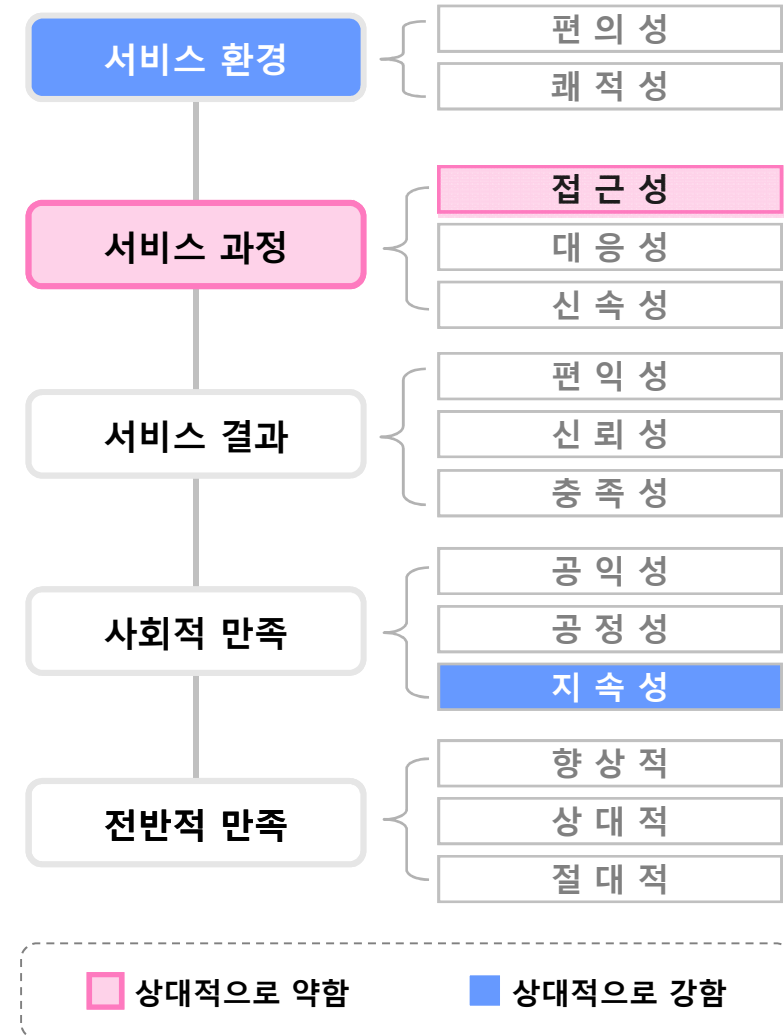 서비스 환경
편 의 성
쾌 적 성
서비스 과정
접 근 성
대 응 성
신 속 성
서비스 결과
편 익 성
신 뢰 성
충 족 성
사회적 만족
공 익 성
공 정 성
지 속 성
전반적 만족
향 상 적
상 대 적
절 대 적
상대적으로 약함
상대적으로 강함